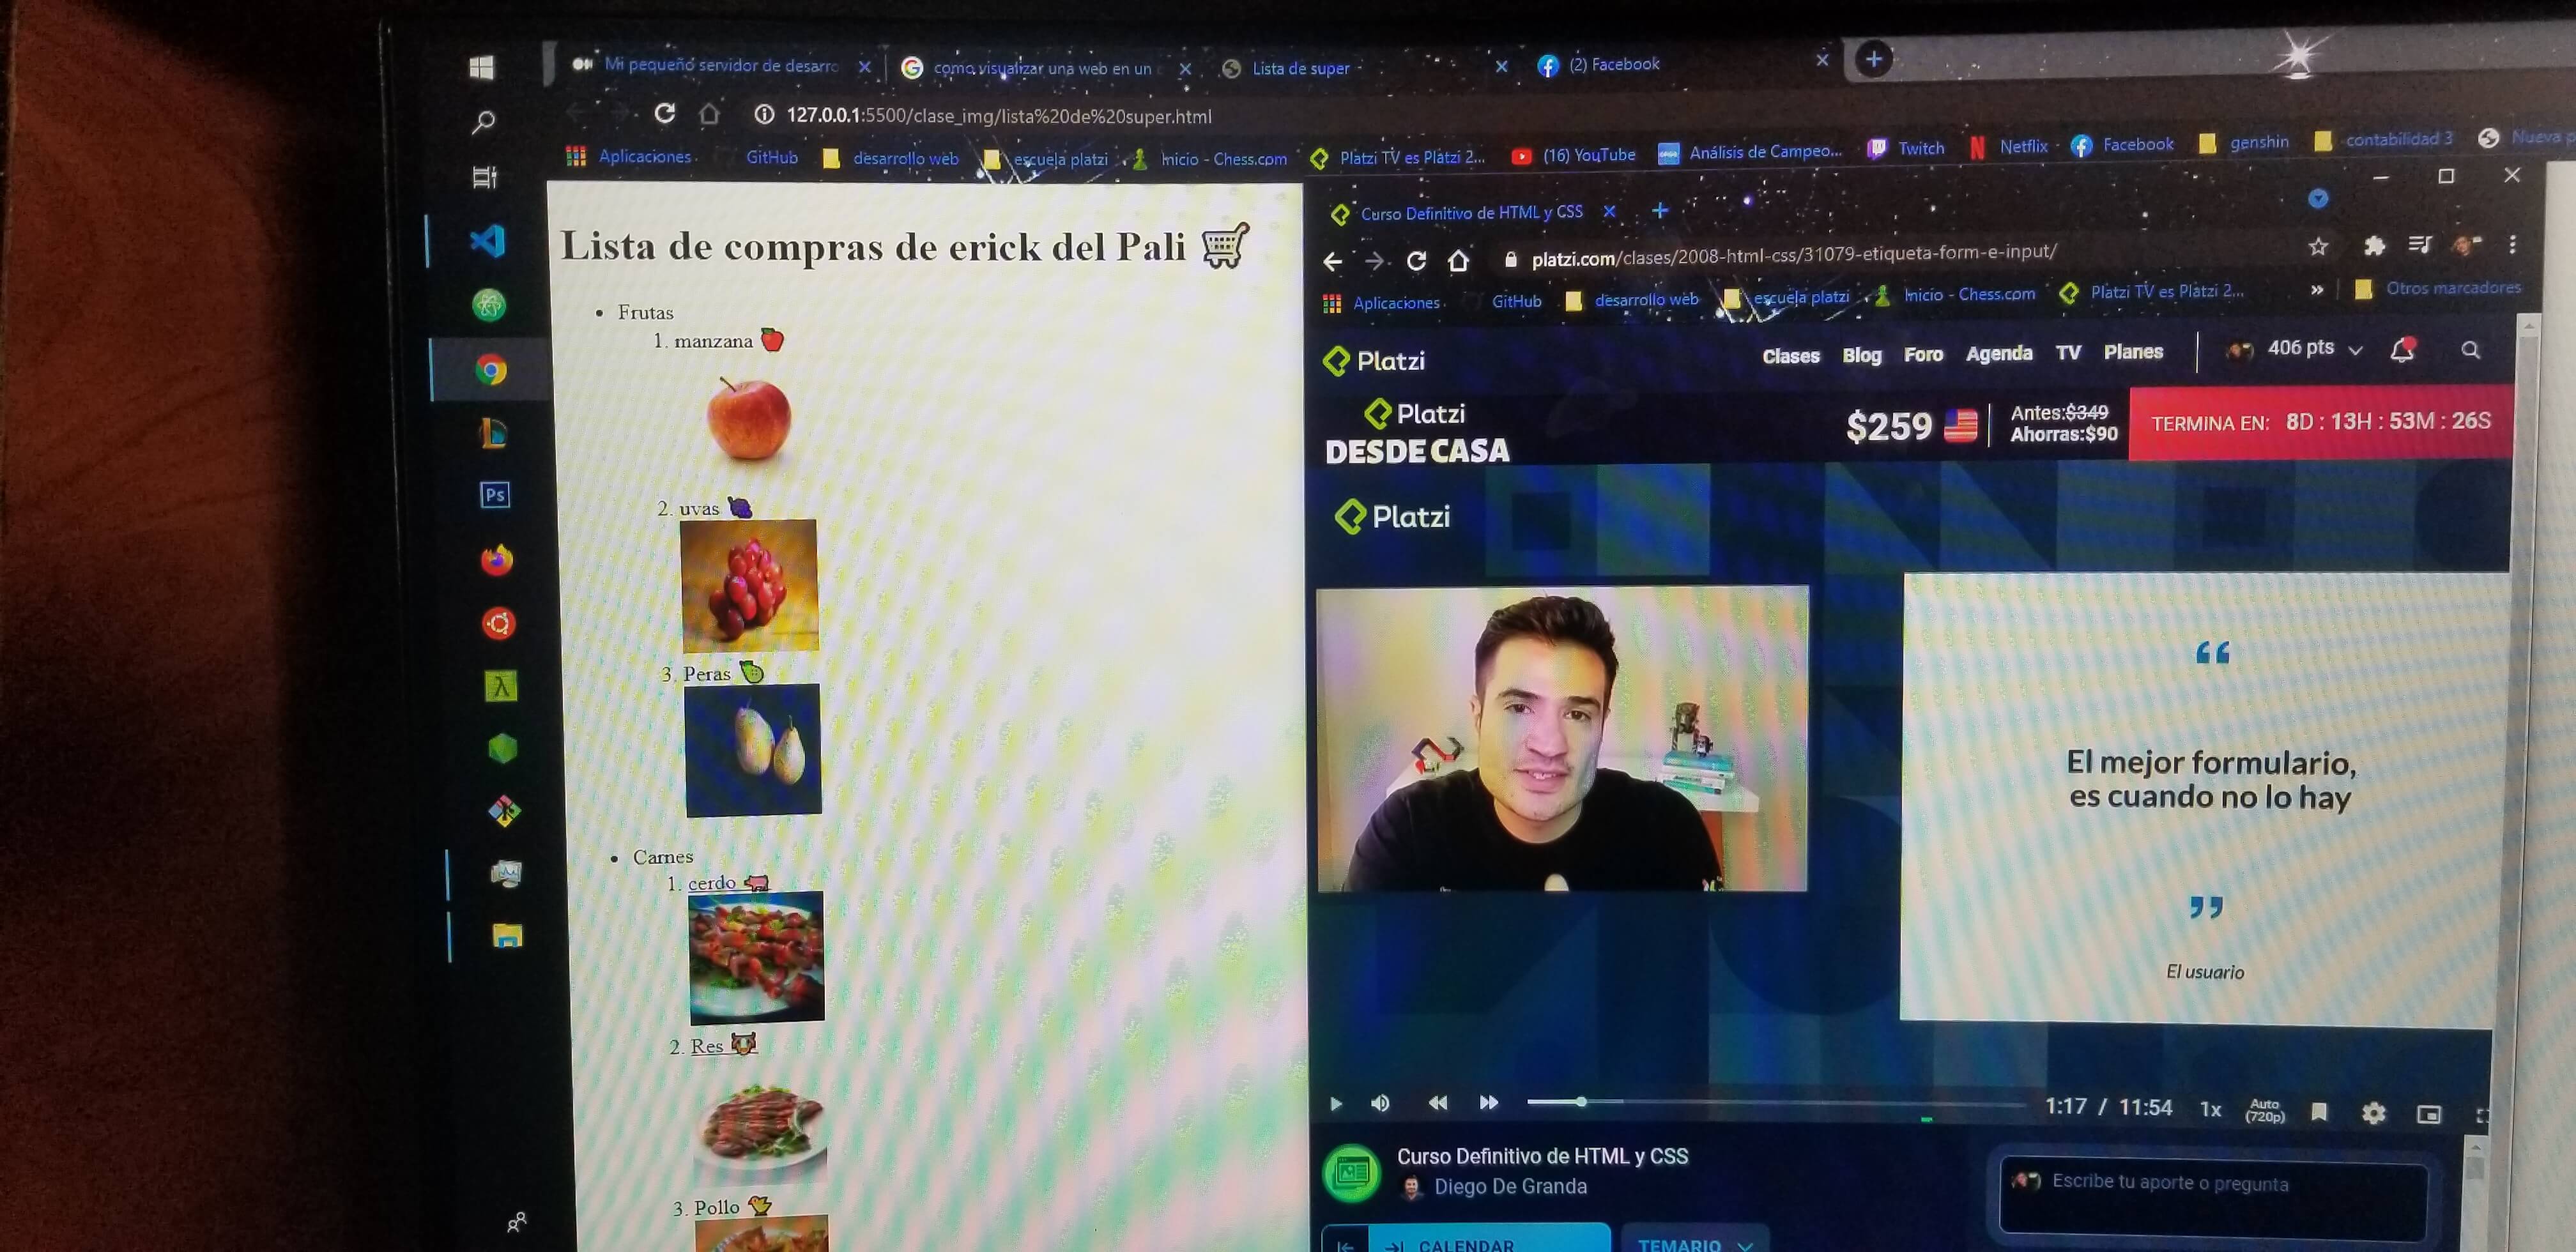 Mi pequeño servidor de desarro
como visualizar una web en un
Lista de super
(2) Facebook
127.0.0.1:5500/clase_img/lista%20de%20super.html
Aplicaciones
GitHub
desarrollo web
escuela platzi
Inicio - Chess.com
Platzi TV es Platzi 2...
(16) YouTube
Análisis de Campeo...
Twitch
Netflix
Facebook
genshin
contabilidad 3
Nueva p
Lista de compras de erick del Pali
• Frutas
1. manzana
2. uvas
3. Peras
• Carnes
1. cerdo
2. Res
3. Pollo
Ps
Curso Definitivo de HTML y CSS
platzi.com/clases/2008-html-css/31079-etiqueta-form-e-input/
Aplicaciones
GitHub
desarrollo web
escuela platzi
Inicio - Chess.com
Platzi TV es Platzi 2...
»
Otros marcadores
Platzi
Clases Blog Foro Agenda TV Planes
406 pts
Platzi
DESDE CASA
$259
Antes:$349
Ahorras:$90
TERMINA EN: 8D : 13H : 53M : 26S
Platzi
“
El mejor formulario,
es cuando no lo hay
”
El usuario
1:17 / 11:54
1x
Auto
(720p)
Curso Definitivo de HTML y CSS
Diego De Granda
Escribe tu aporte o pregunta
CALENDAR
TEMARIO